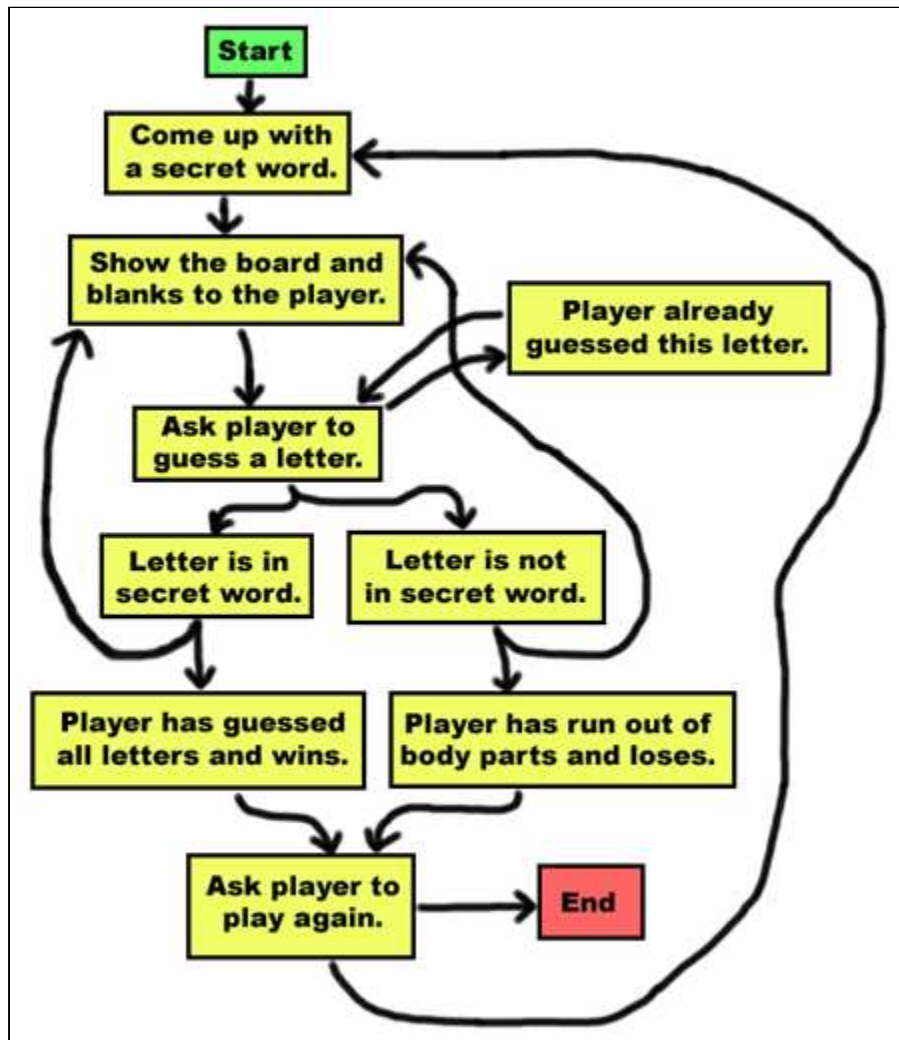 Start
Come up with
a secret word.
Show the board and
blanks to the player.
Player already
guessed this letter.
Ask player to
guess a letter.
Letter is in
secret word.
Letter is not
in secret word.
Player has guessed
all letters and wins.
Player has run out of
body parts and loses.
Ask player to
play again.
End